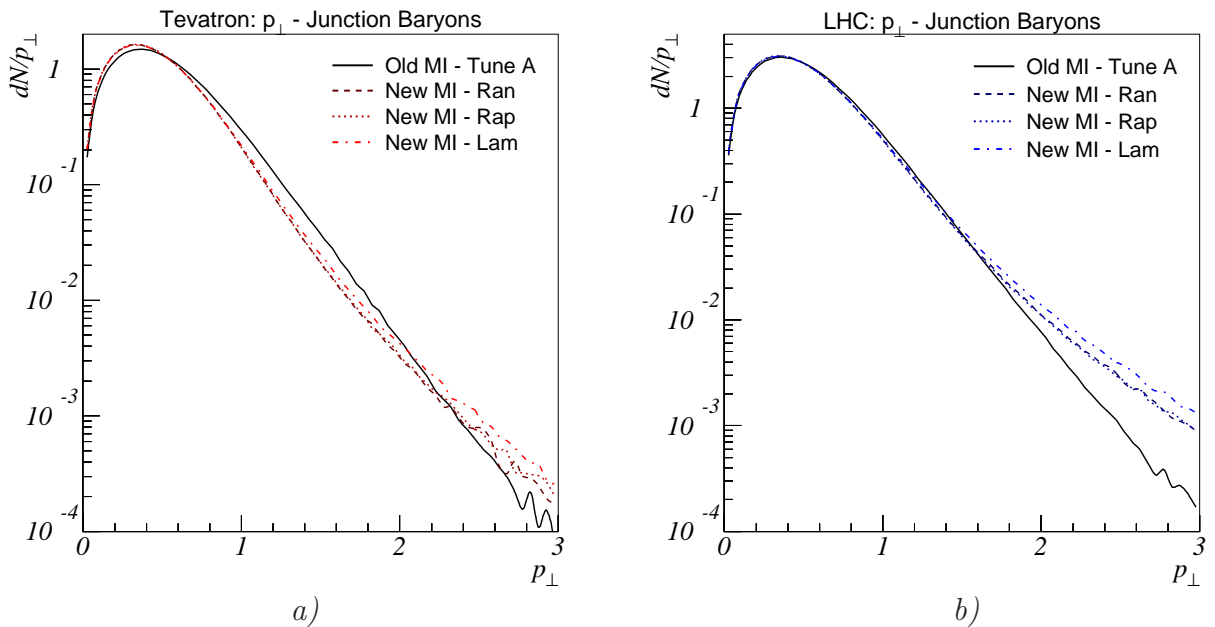 Tevatron: p⊥ - Junction Baryons
dN/p⊥
Old MI - Tune A
New MI - Ran
New MI - Rap
New MI - Lam
1
10 -1
10 -2
10 -3
10 -4
0 1 2 3
p⊥
a)
LHC: p⊥ - Junction Baryons
dN/p⊥
Old MI - Tune A
New MI - Ran
New MI - Rap
New MI - Lam
1
10 -1
10 -2
10 -3
10 -4
0 1 2 3
p⊥
b)